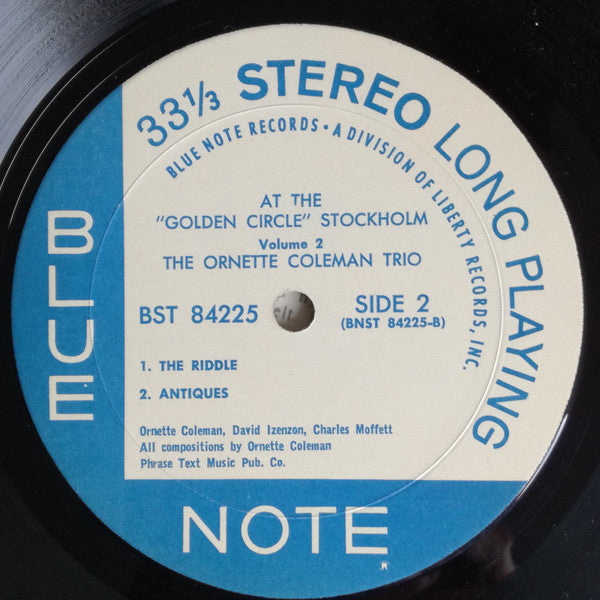 33⅓ STEREO LONG PLAYING
BLUE NOTE RECORDS • A DIVISION OF LIBERTY RECORDS, INC.
AT THE
"GOLDEN CIRCLE" STOCKHOLM
Volume 2
THE ORNETTE COLEMAN TRIO
BST 84225
SIDE 2
(BNST 84225-B)
1. THE RIDDLE
2. ANTIQUES
Ornette Coleman, David Izenzon, Charles Moffett
All compositions by Ornette Coleman
Phrase Text Music Pub. Co.
BLUE
NOTE
R